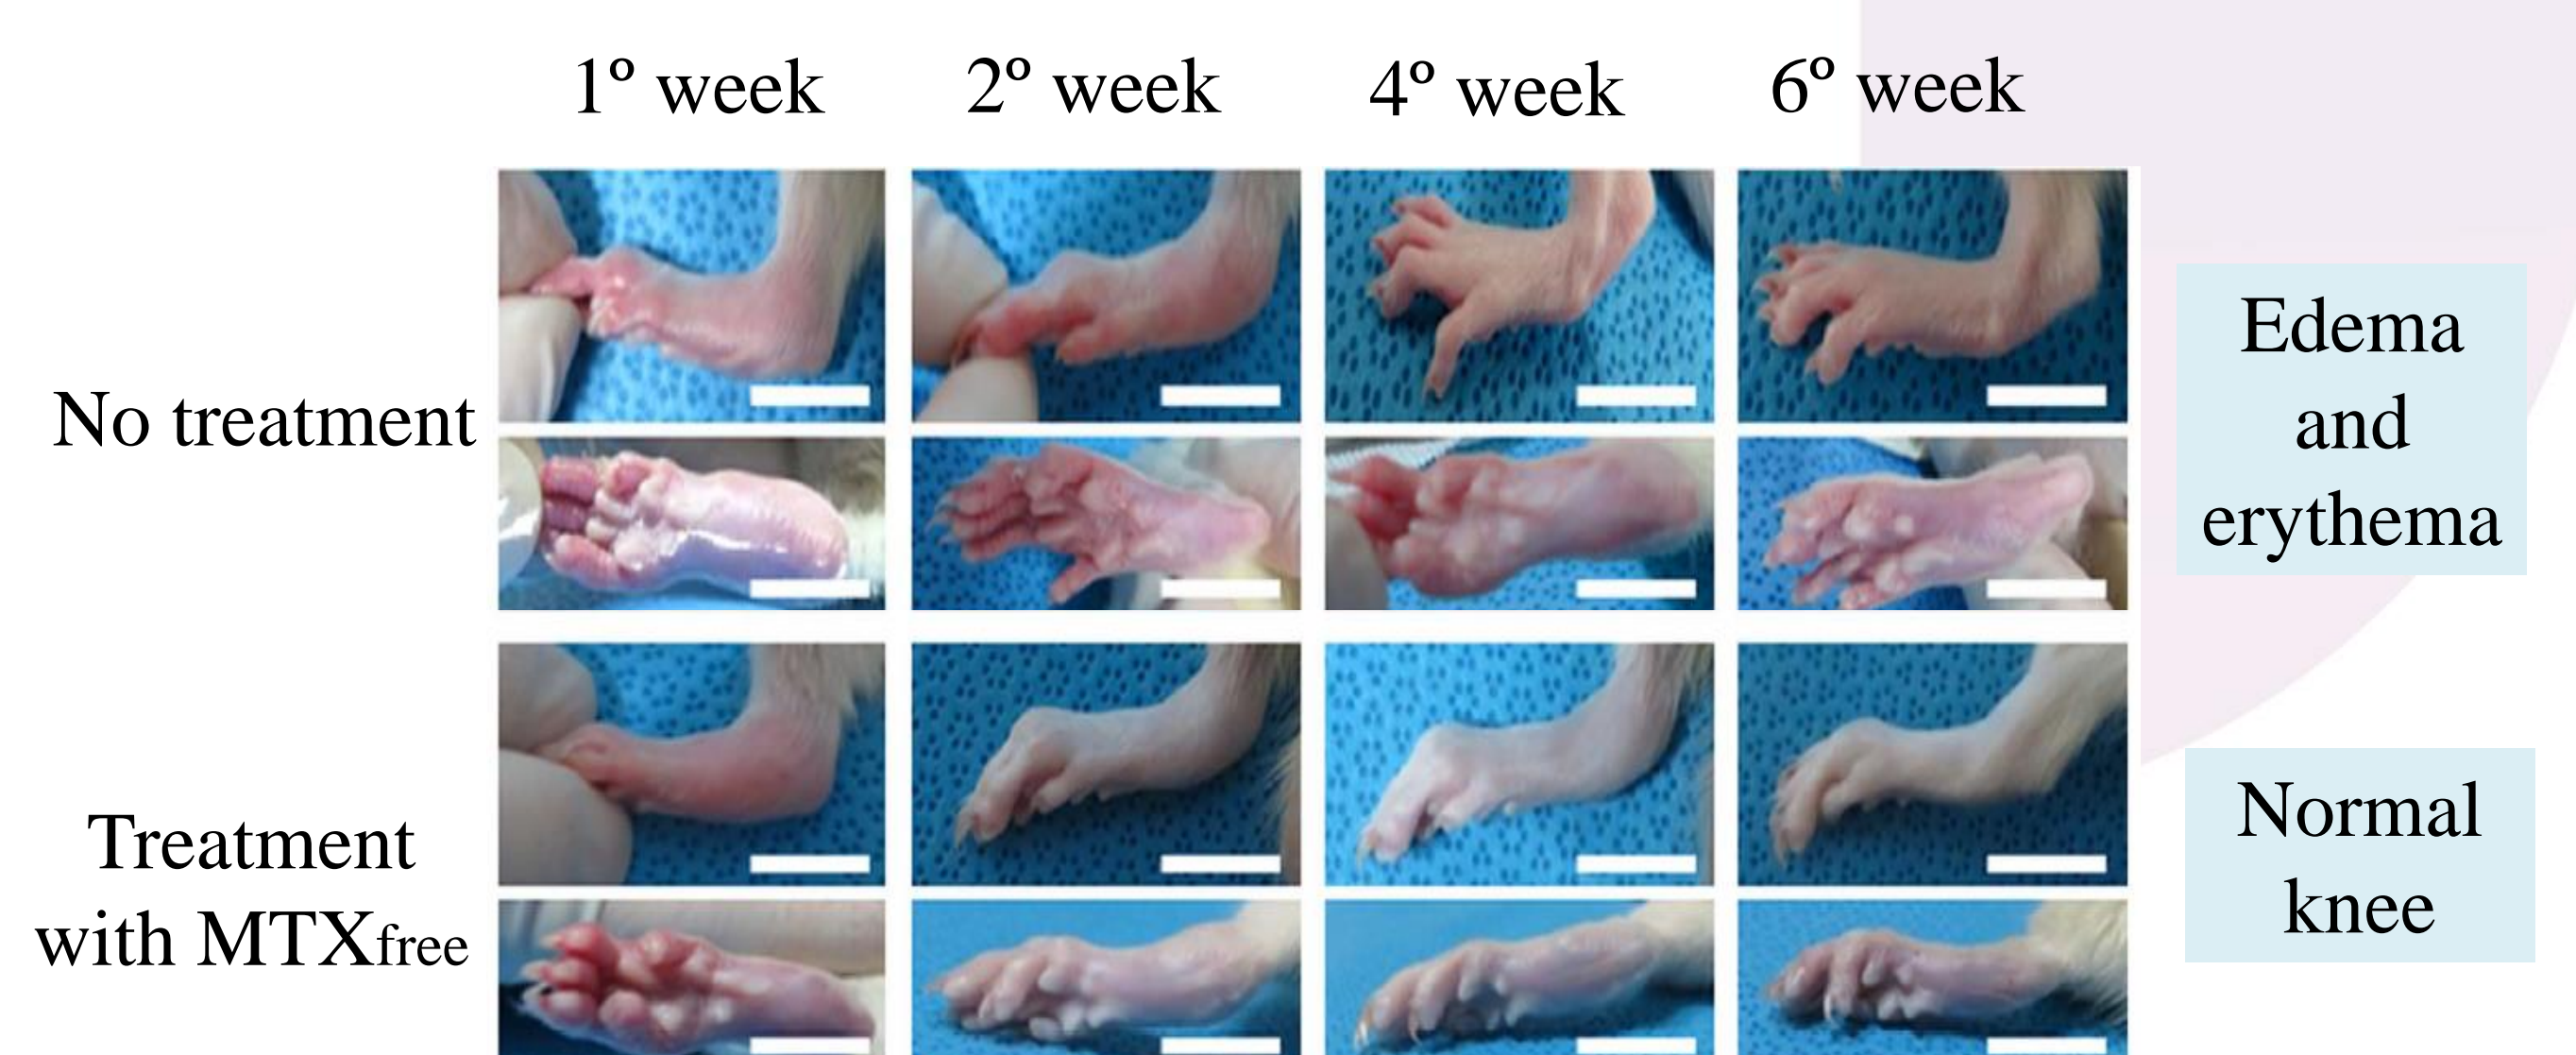 1º week 2º week 4º week 6º week
No treatment
Edema
and
erythema
Treatment
with MTXfree
Normal
knee